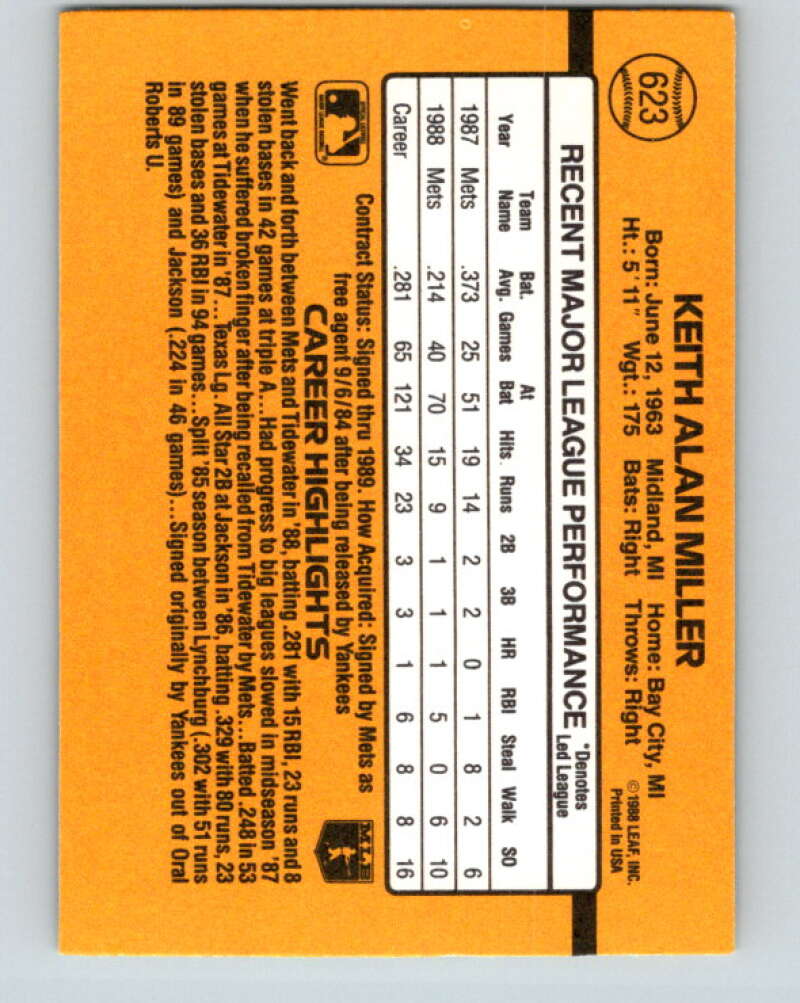 623
KEITH ALAN MILLER
Born: June 12, 1963 Midland, MI Home: Bay City, MI
Ht.: 5'11" Wgt.: 175 Bats: Right Throws: Right
©1988 LEAF, INC.
Printed in USA
RECENT MAJOR LEAGUE PERFORMANCE *Denotes Led League
Year Team Name Bat. Avg. Games At Bat Hits Runs 2B 3B HR RBI Steal Walk SO
1987 Mets .373 25 51 19 14 2 2 0 1 8 2 6
1988 Mets .214 40 70 15 9 1 1 1 5 0 6 10
Career .281 65 121 34 23 3 3 1 6 8 8 16
Contract Status: Signed thru 1989. How Acquired: Signed by Mets as
free agent 9/6/84 after being released by Yankees
CAREER HIGHLIGHTS
MLB
Went back and forth between Mets and Tidewater in '88, batting .281 with 15 RBI, 23 runs and 8
stolen bases in 42 games at triple A...Had progress to big leagues slowed in midseason '87
when he suffered broken finger after being recalled from Tidewater by Mets...Batted .248 in 53
games at Tidewater in '87...Texas Lg. All Star 2B at Jackson in '86, batting .329 with 80 runs, 23
stolen bases and 36 RBI in 94 games...Split '85 season between Lynchburg (.302 with 51 runs
in 89 games) and Jackson (.224 in 46 games)...Signed originally by Yankees out of Oral
Roberts U.